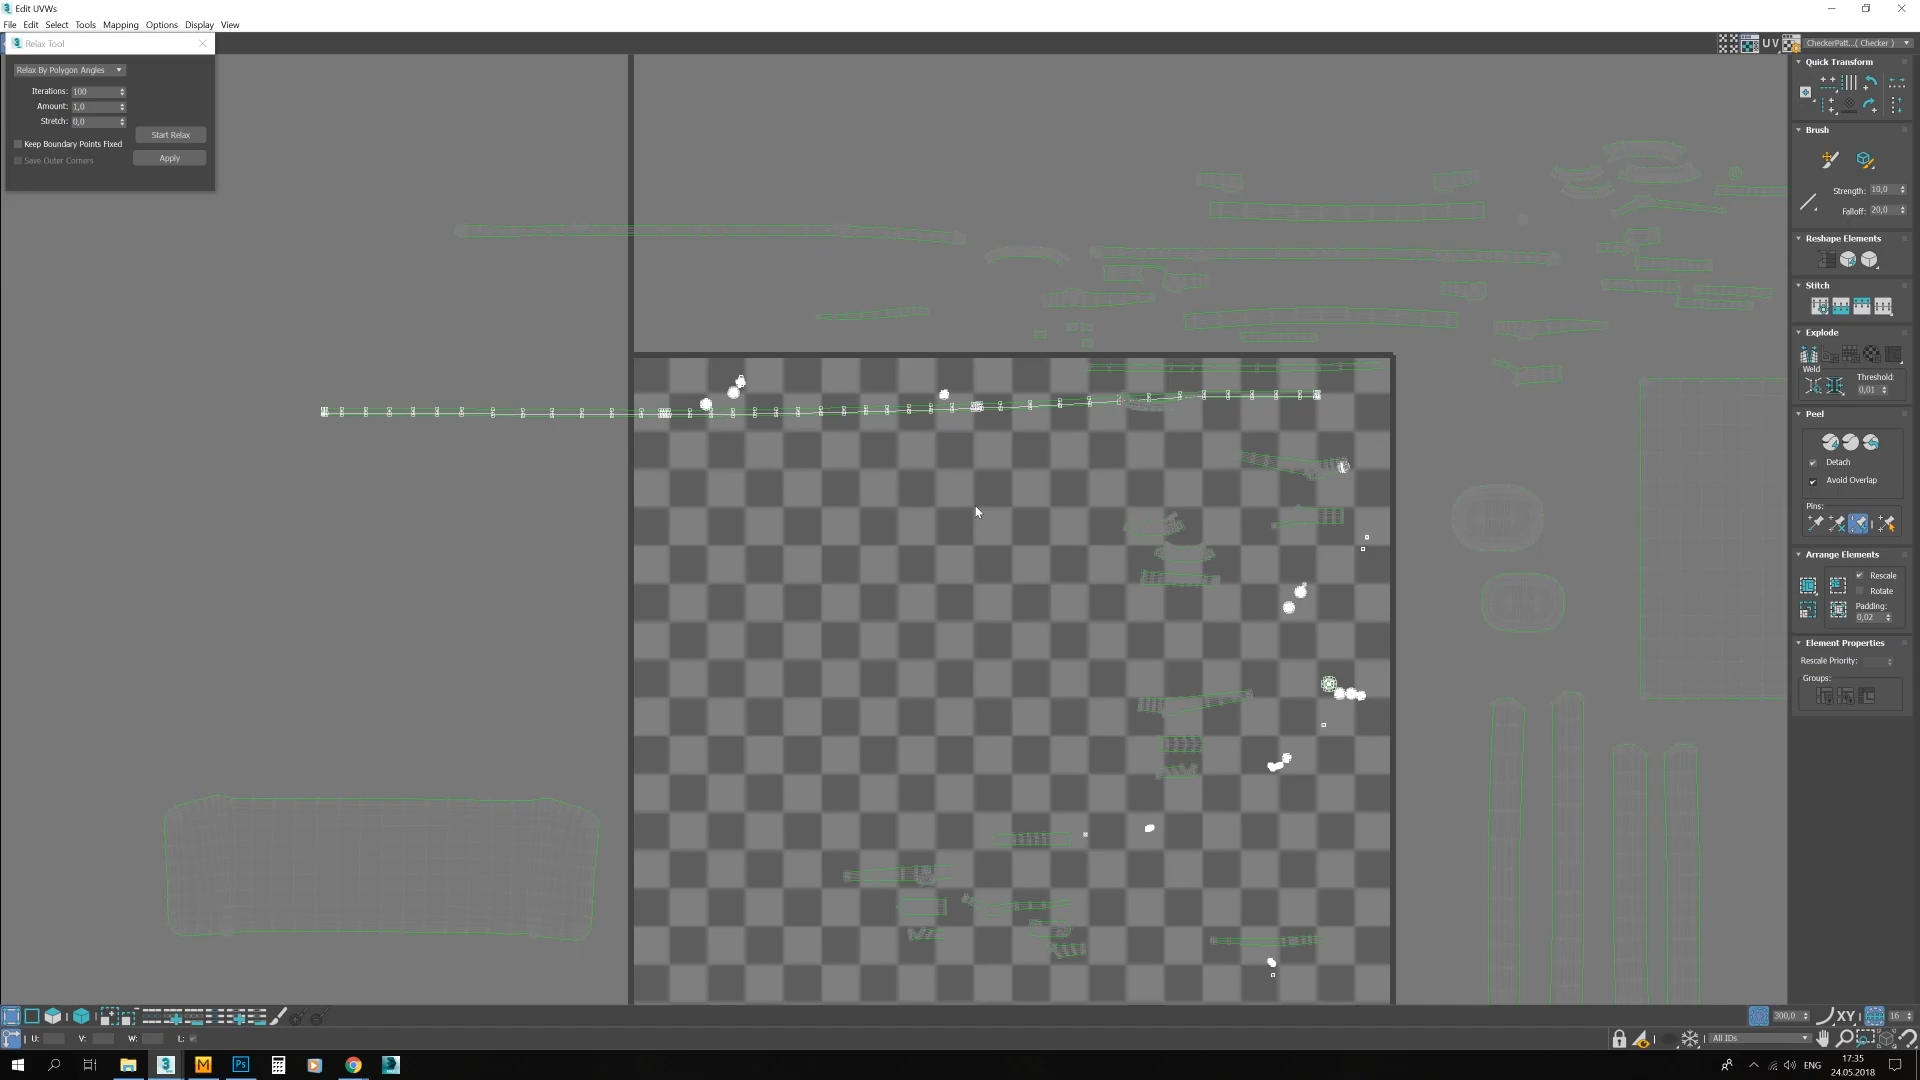 Edit UVWs
File Edit Select Tools Mapping Options Display View
Relax Tool
UV CheckerPatt...( Checker )
Relax By Polygon Angles
Iterations: 100
Amount: 1,0
Stretch: 0,0
Start Relax
Keep Boundary Points Fixed
Apply
Save Outer Corners
Quick Transform
Brush
Strength: 10,0
Falloff: 20,0
Reshape Elements
Stitch
Explode
Weld
Threshold:
0,01
Peel
Detach
Avoid Overlap
Pins:
Arrange Elements
Rescale
Rotate
Padding:
0,02
Element Properties
Rescale Priority:
Groups:
300,0 XY 16
U: V: W: L: All IDs
3 M Ps ENG 17:35
24.05.2018